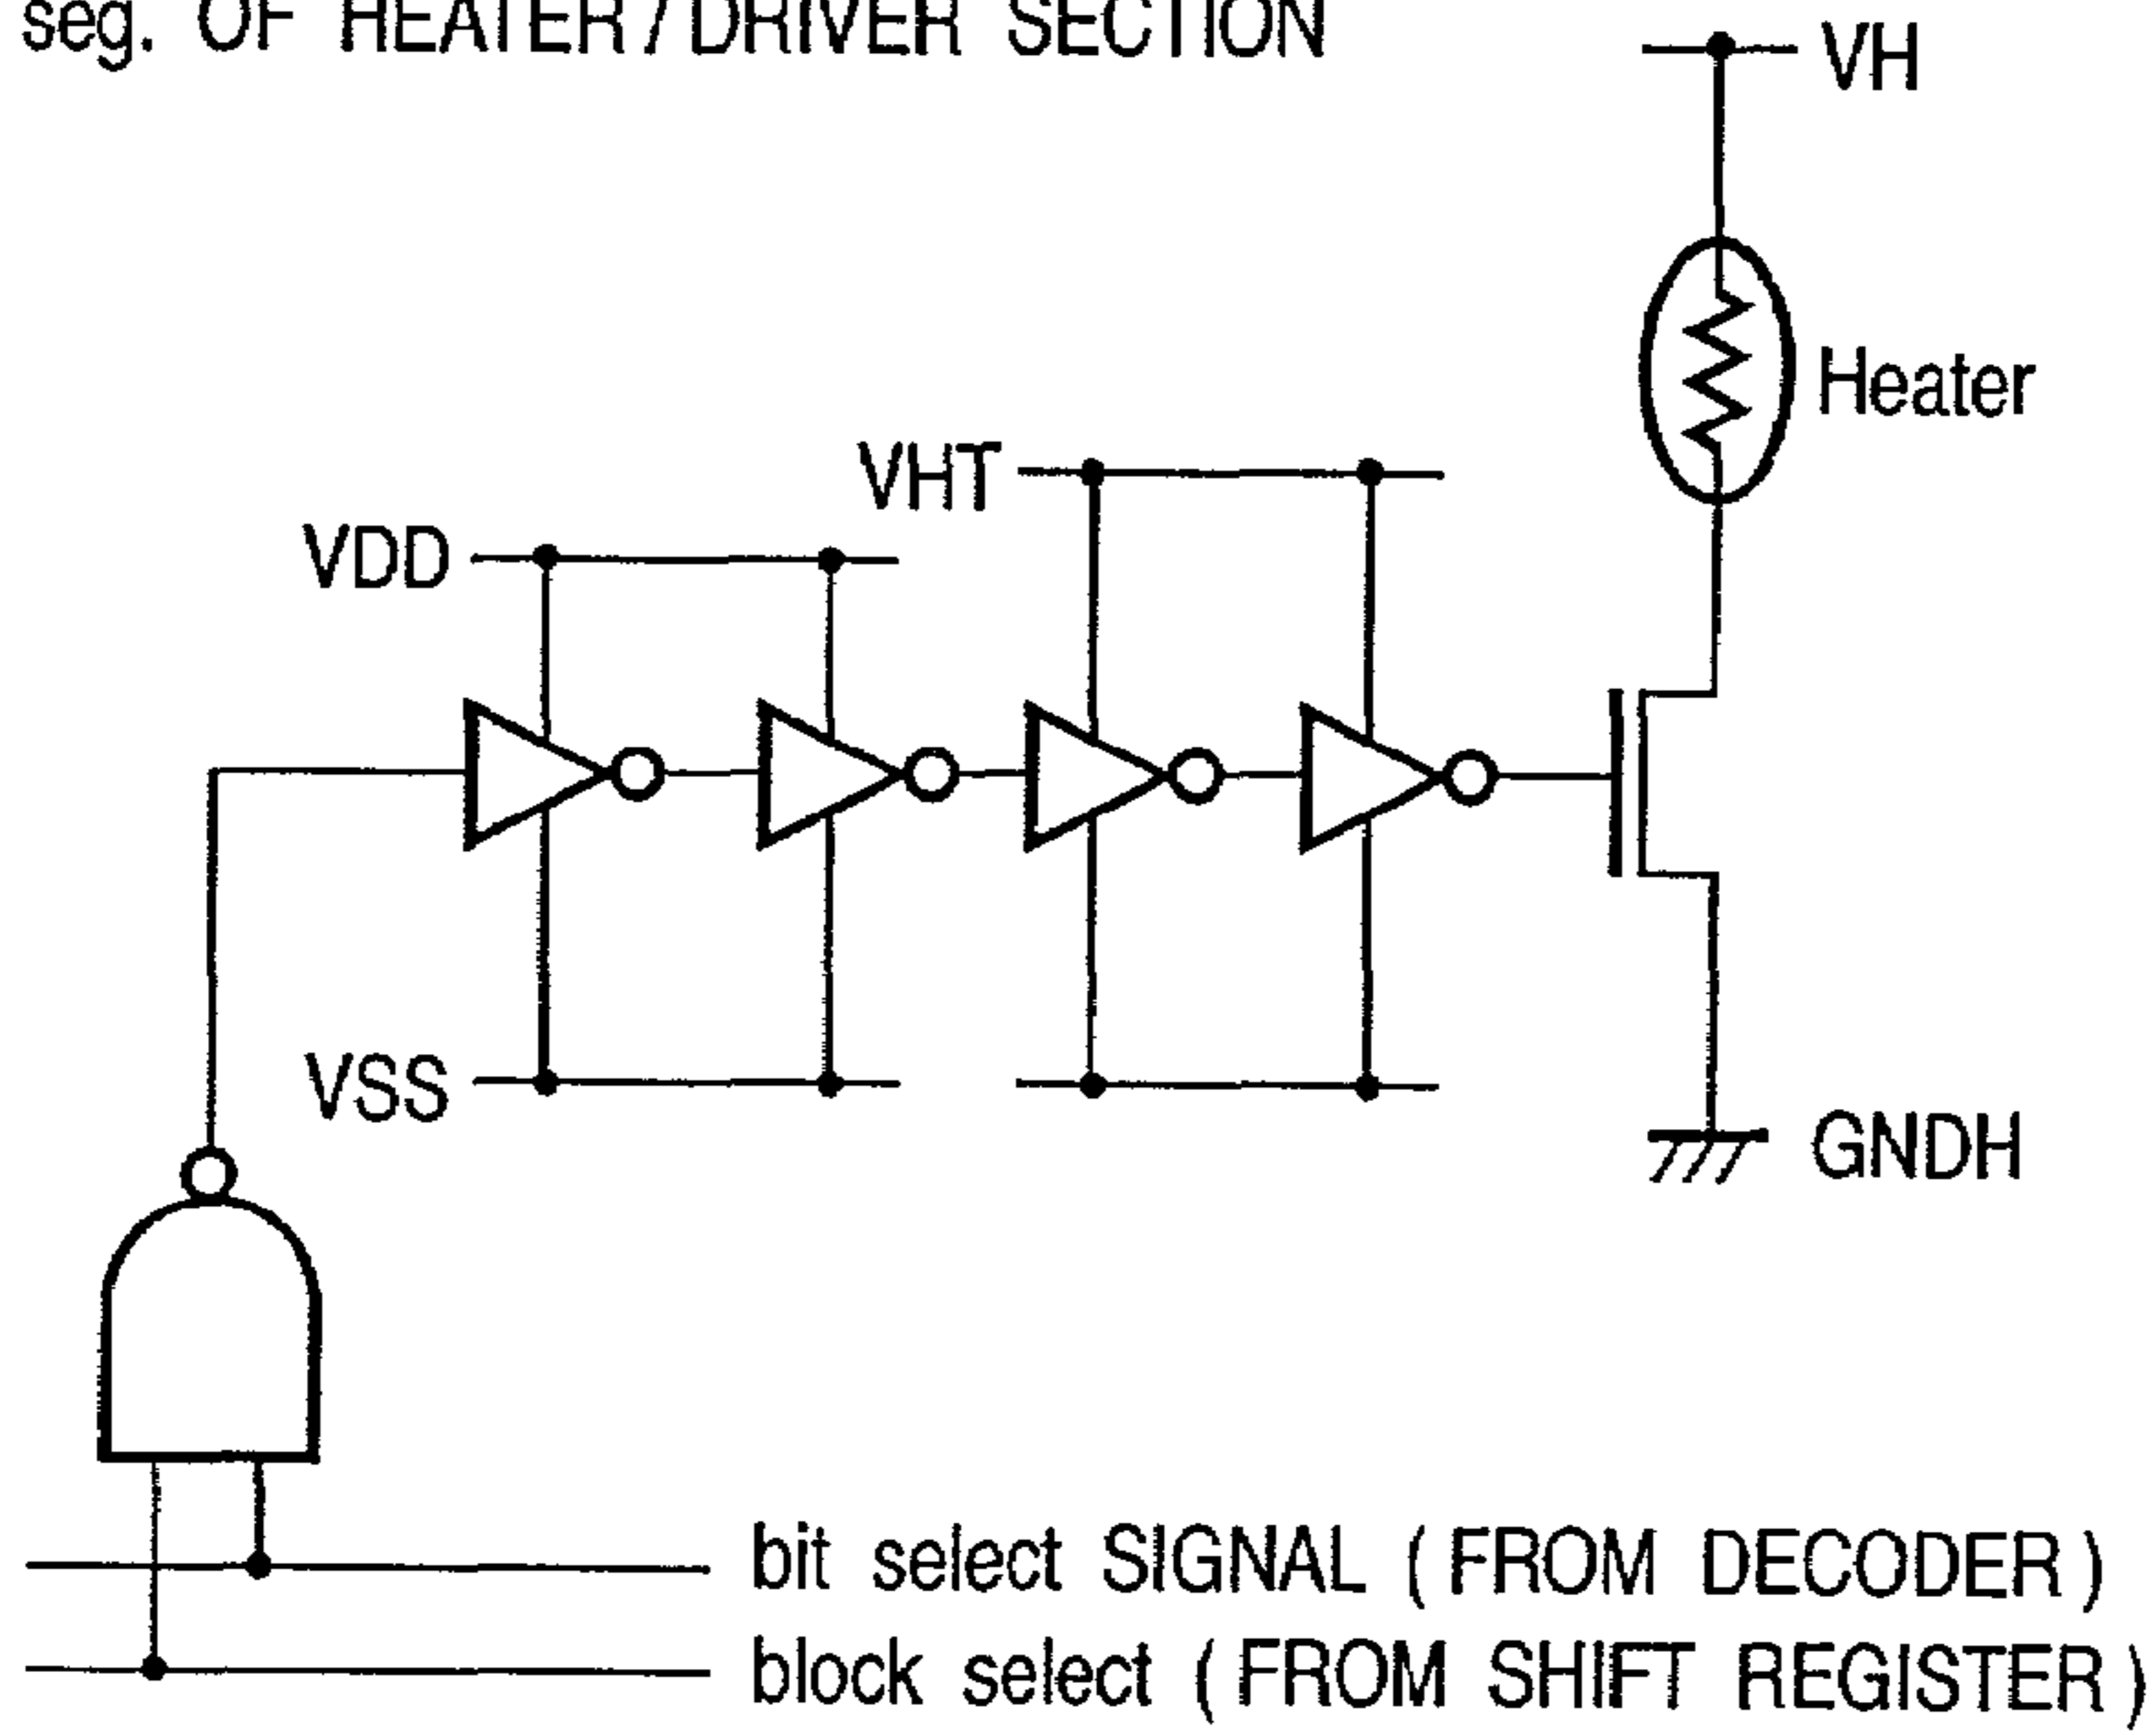 seg. OF HEATER/DRIVER SECTION
VH
Heater
VHT
VDD
VSS
GNDH
bit select SIGNAL (FROM DECODER)
block select (FROM SHIFT REGISTER)